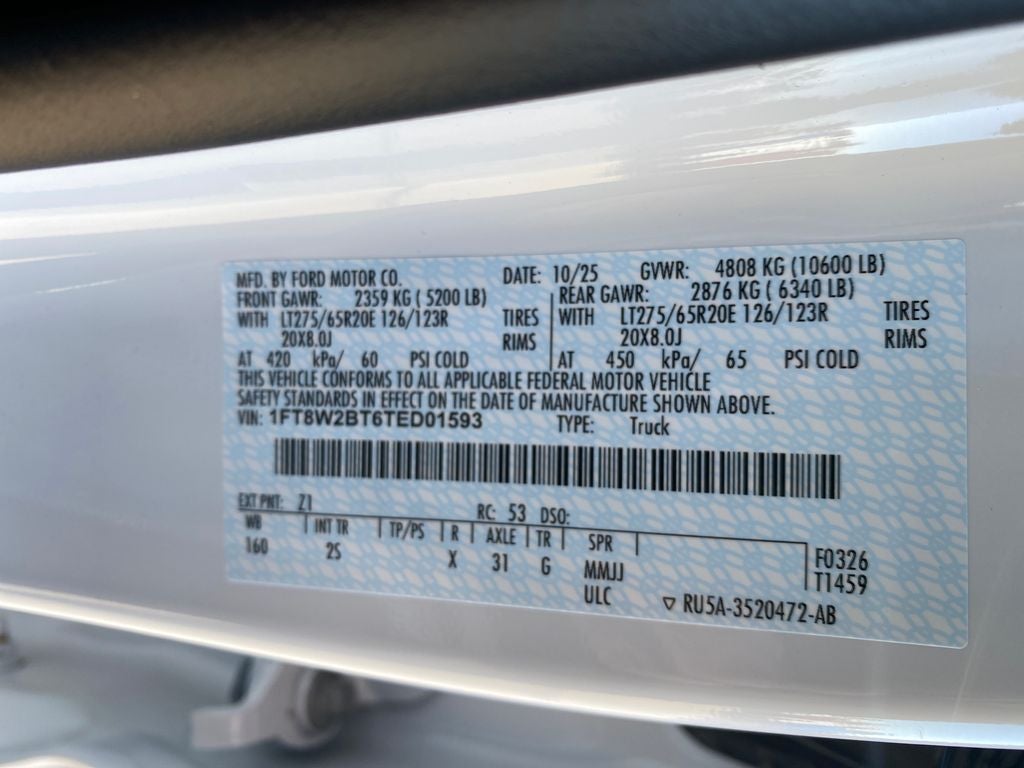 MFD. BY FORD MOTOR CO. DATE: 10/25 GVWR: 4808 KG (10600 LB)
FRONT GAWR: 2359 KG ( 5200 LB) REAR GAWR: 2876 KG ( 6340 LB)
WITH LT275/65R20E 126/123R TIRES WITH LT275/65R20E 126/123R TIRES
20X8.0J RIMS 20X8.0J RIMS
AT 420 kPa/ 60 PSI COLD AT 450 kPa/ 65 PSI COLD
THIS VEHICLE CONFORMS TO ALL APPLICABLE FEDERAL MOTOR VEHICLE
SAFETY STANDARDS IN EFFECT ON THE DATE OF MANUFACTURE SHOWN ABOVE.
VIN: 1FT8W2BT6TED01593 TYPE: Truck
EXT PNT: Z1 RC: 53 DSO:
WB INT TR TP/PS R AXLE TR SPR
160 2S X 31 G MMJJ F0326
ULC T1459
▽ RU5A-3520472-AB